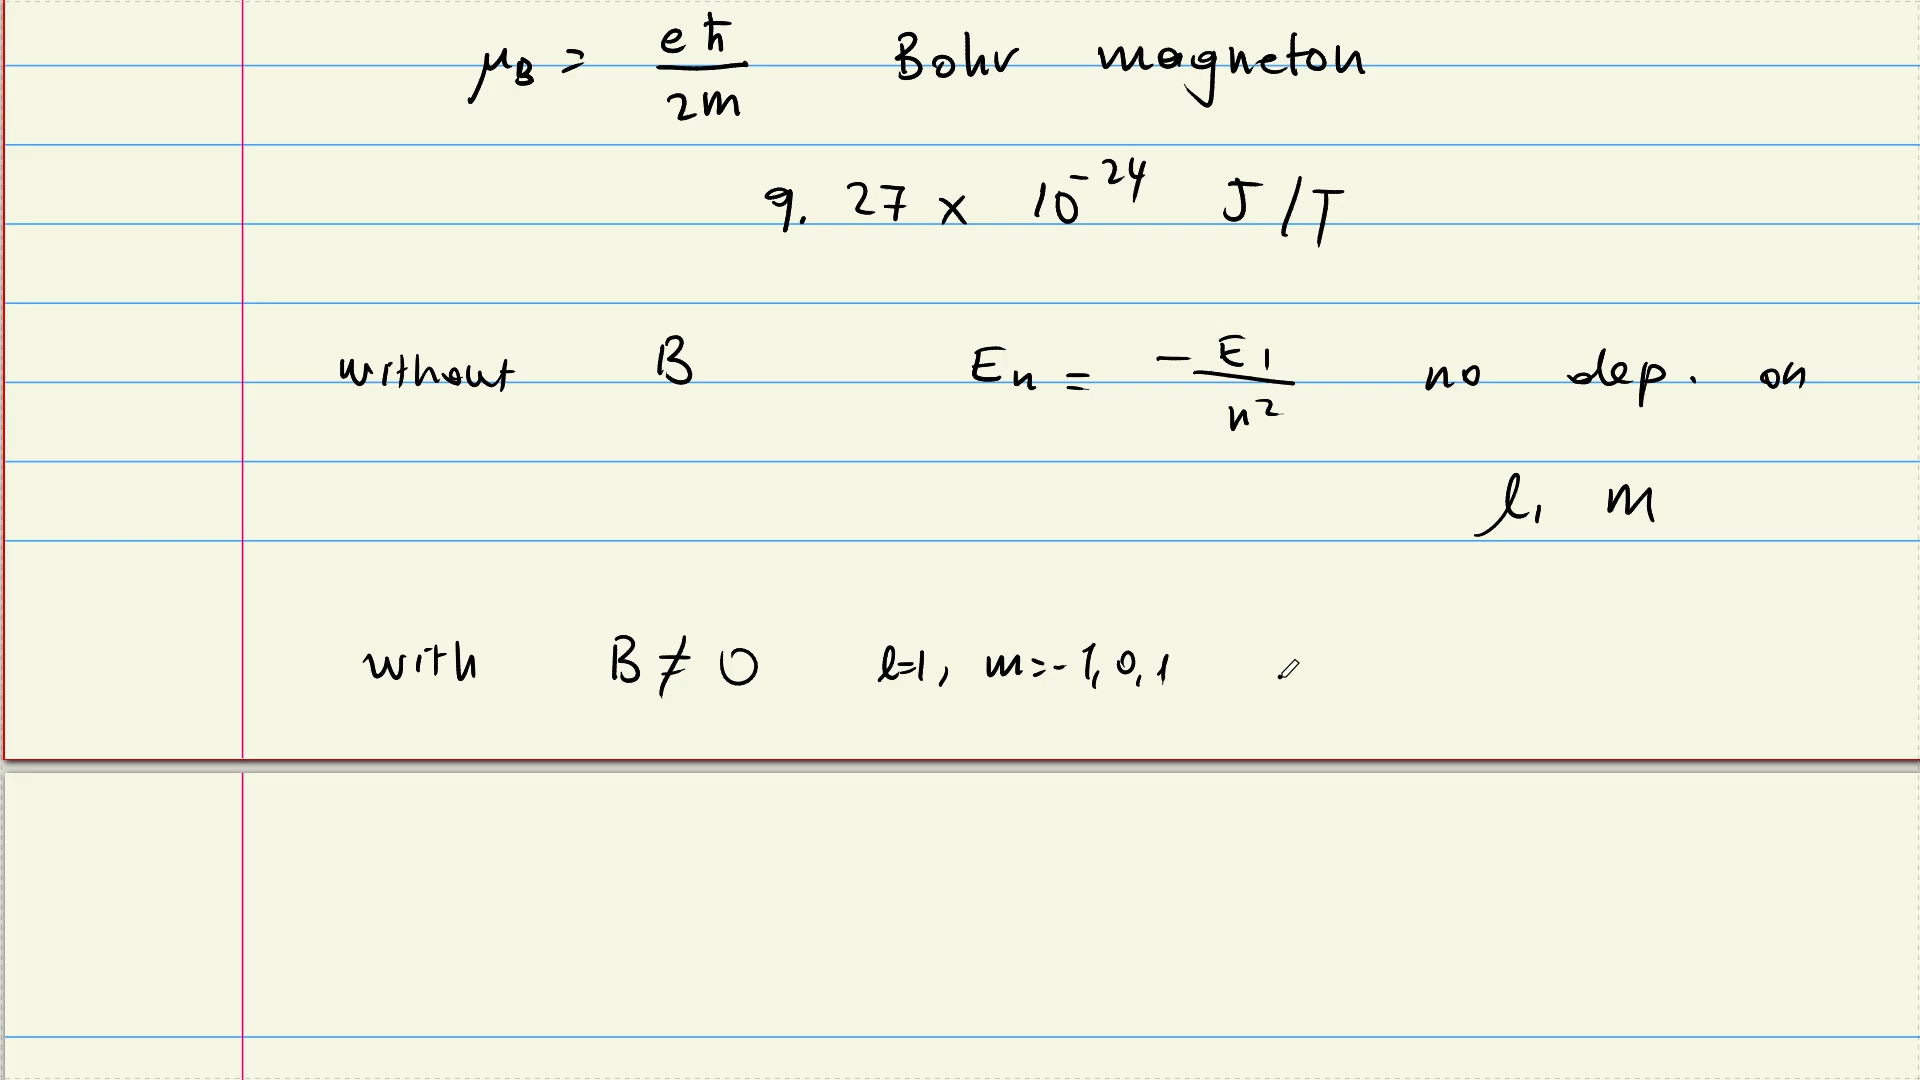 μ_B = eħ / 2m Bohr magneton
9.27 x 10^-24 J/T
without B E_n = -E_1 / n^2 no dep. on
l, m
with B ≠ 0 l=1, m=-1,0,1